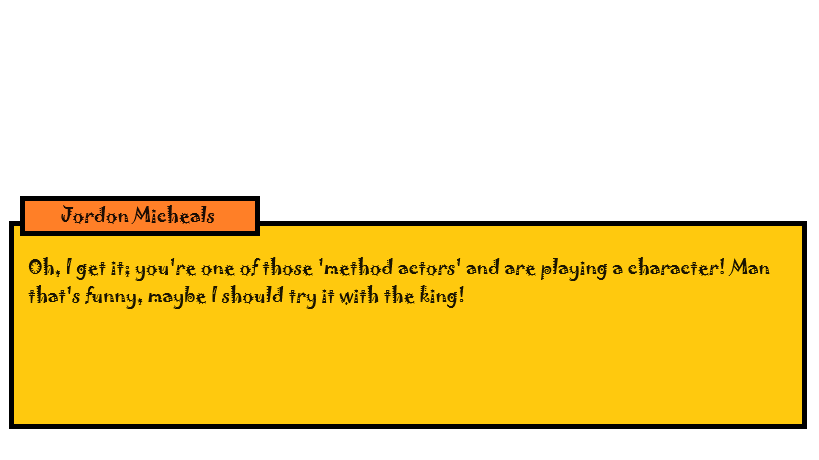 Jordon Micheals
Oh, I get it; you're one of those 'method actors' and are playing a character! Man
that's funny, maybe I should try it with the king!